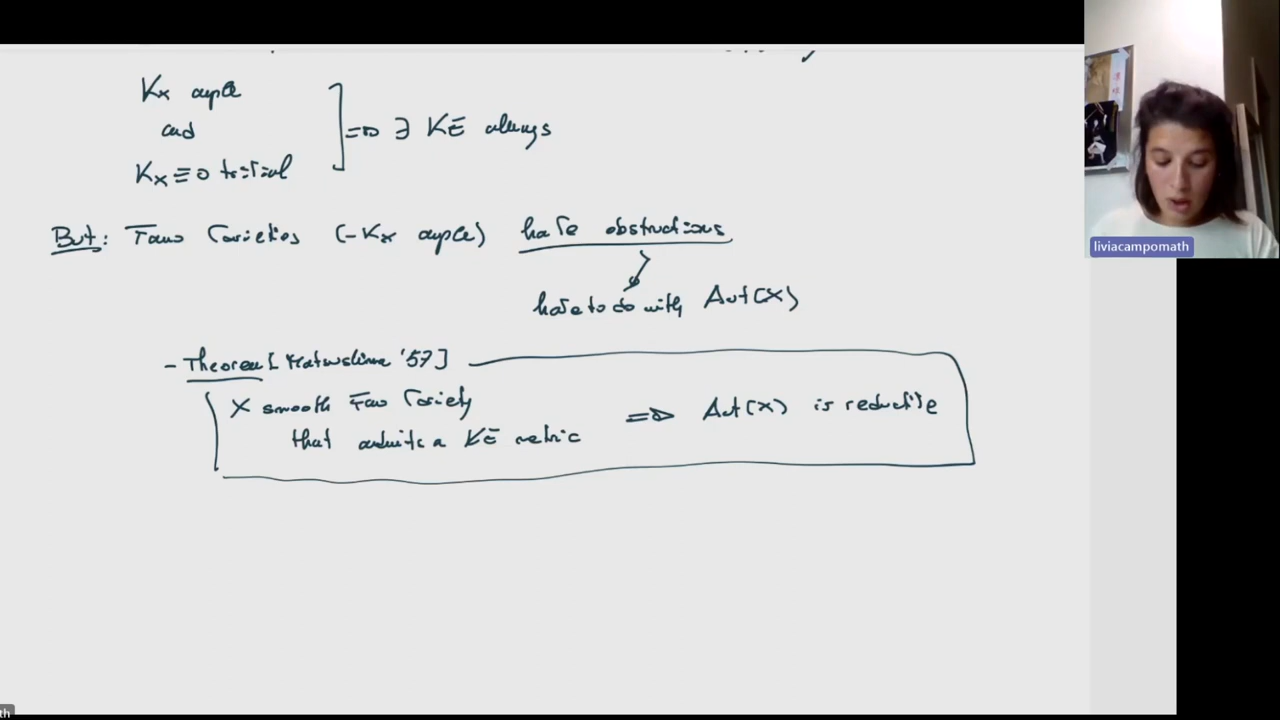 Kx ample
and
Kx ≡ 0 trivial
⇒ ∃ KE always
But: Fano Varieties (-Kx ample) have obstructions
have to do with Aut(X)
- Theorem [Matsushima '57]
X smooth Fano Variety
that admits a KE metric
⇒ Aut(X) is reductive
liviacampomath
th